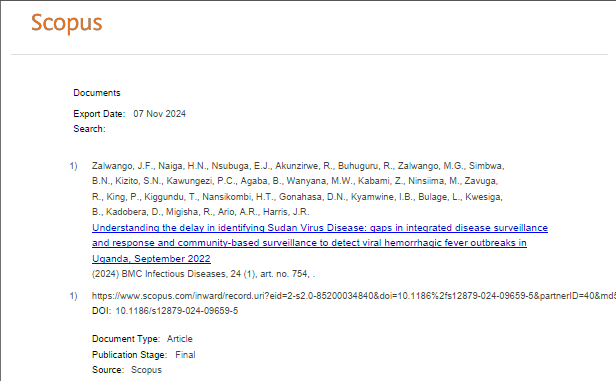 Scopus
Documents
Export Date: 07 Nov 2024
Search:
1) Zalwango, J.F., Naiga, H.N., Nsubuga, E.J., Akunzirwe, R., Buhuguru, R., Zalwango, M.G., Simbwa,
B.N., Kizito, S.N., Kawungezi, P.C., Agaba, B., Wanyana, M.W., Kabami, Z., Ninsiima, M., Zavuga,
R., King, P., Kiggundu, T., Nansikombi, H.T., Gonahasa, D.N., Kyamwine, I.B., Bulage, L., Kwesiga,
B., Kadobera, D., Migisha, R., Ario, A.R., Harris, J.R.
Understanding the delay in identifying Sudan Virus Disease: gaps in integrated disease surveillance
and response and community-based surveillance to detect viral hemorrhagic fever outbreaks in
Uganda, September 2022
(2024) BMC Infectious Diseases, 24 (1), art. no. 754, .
1) https://www.scopus.com/inward/record.uri?eid=2-s2.0-85200034840&doi=10.1186%2fs12879-024-09659-5&partnerID=40&md5
DOI: 10.1186/s12879-024-09659-5
Document Type: Article
Publication Stage: Final
Source: Scopus